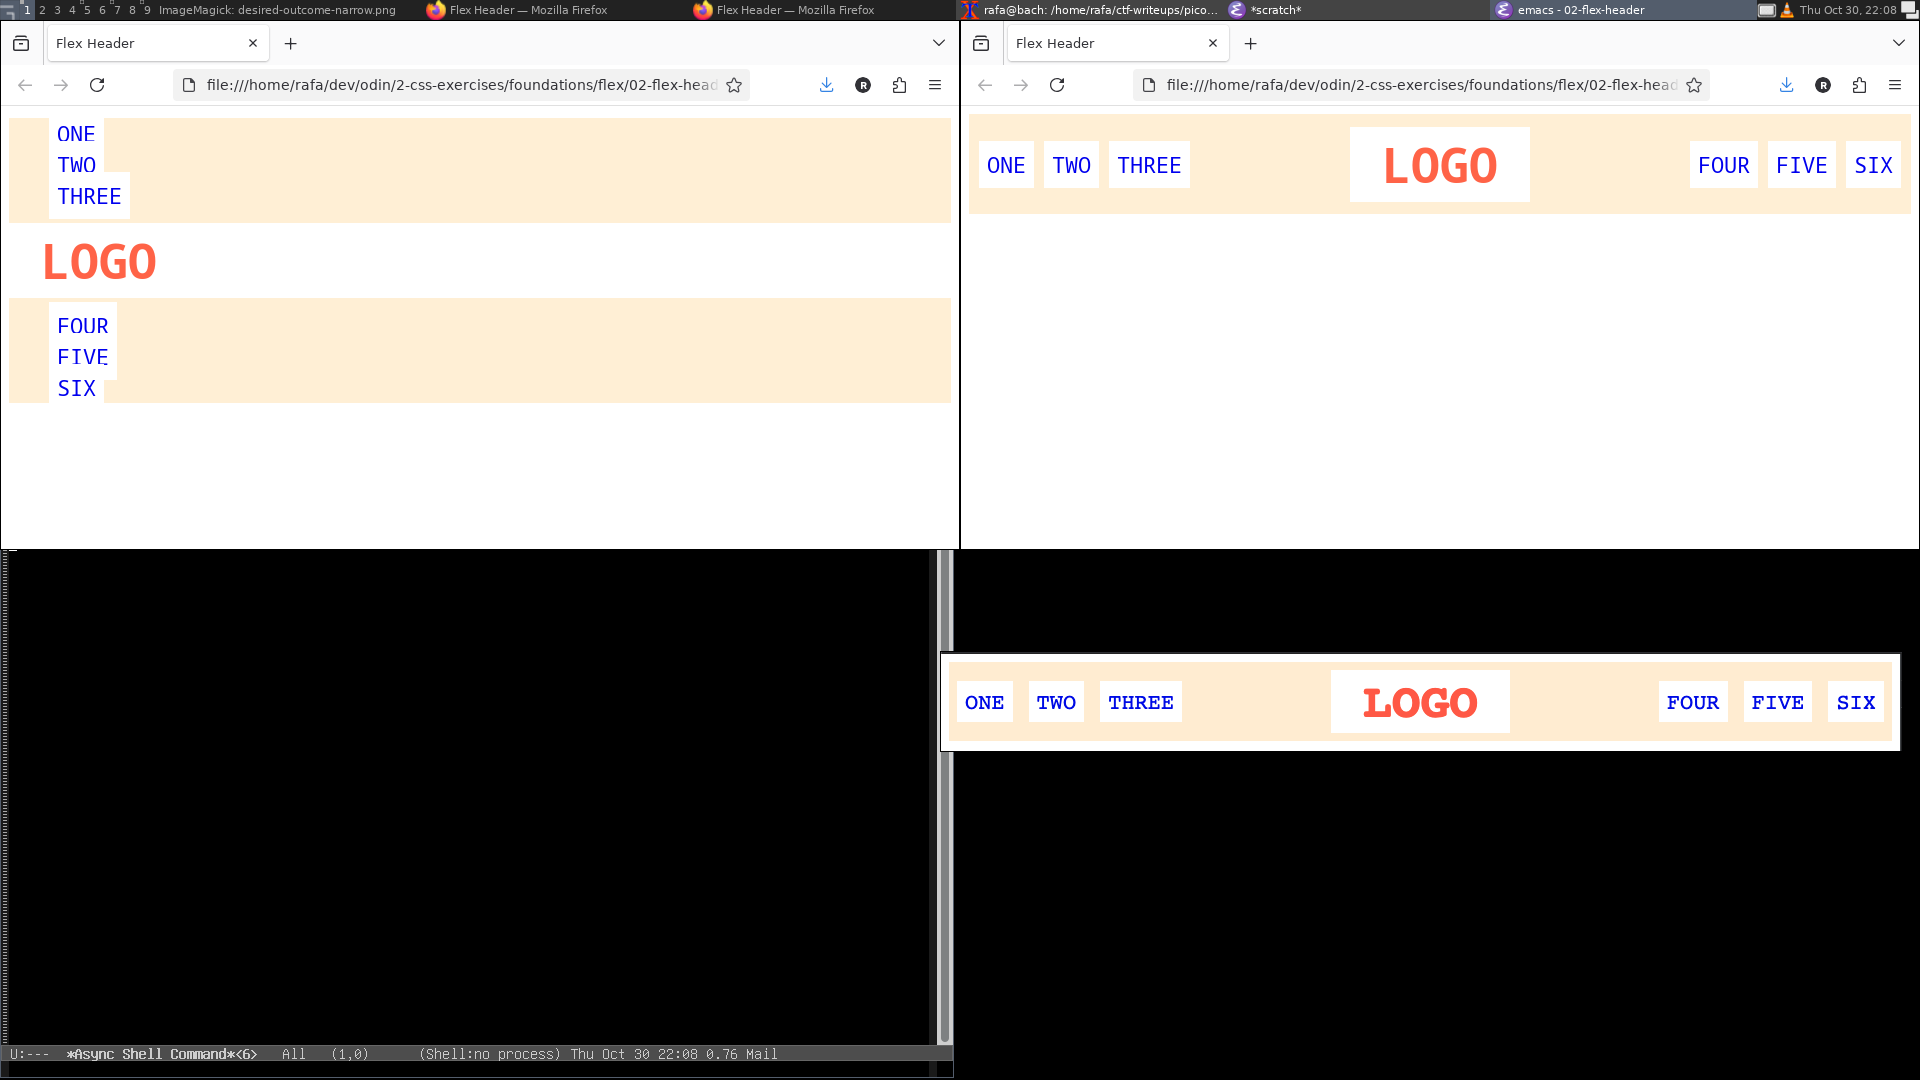 1 2 3 4 5 6 7 8 9 ImageMagick: desired-outcome-narrow.png Flex Header — Mozilla Firefox Flex Header — Mozilla Firefox rafa@bach: /home/rafa/ctf-writeups/pico... *scratch* emacs - 02-flex-header Thu Oct 30, 22:08
Flex Header
file:///home/rafa/dev/odin/2-css-exercises/foundations/flex/02-flex-head
R
ONE
TWO
THREE
LOGO
FOUR
FIVE
SIX
Flex Header
file:///home/rafa/dev/odin/2-css-exercises/foundations/flex/02-flex-head
R
ONE TWO THREE LOGO FOUR FIVE SIX
ONE TWO THREE LOGO FOUR FIVE SIX
U:--- *Async Shell Command*<6> All (1,0) (Shell:no process) Thu Oct 30 22:08 0.76 Mail